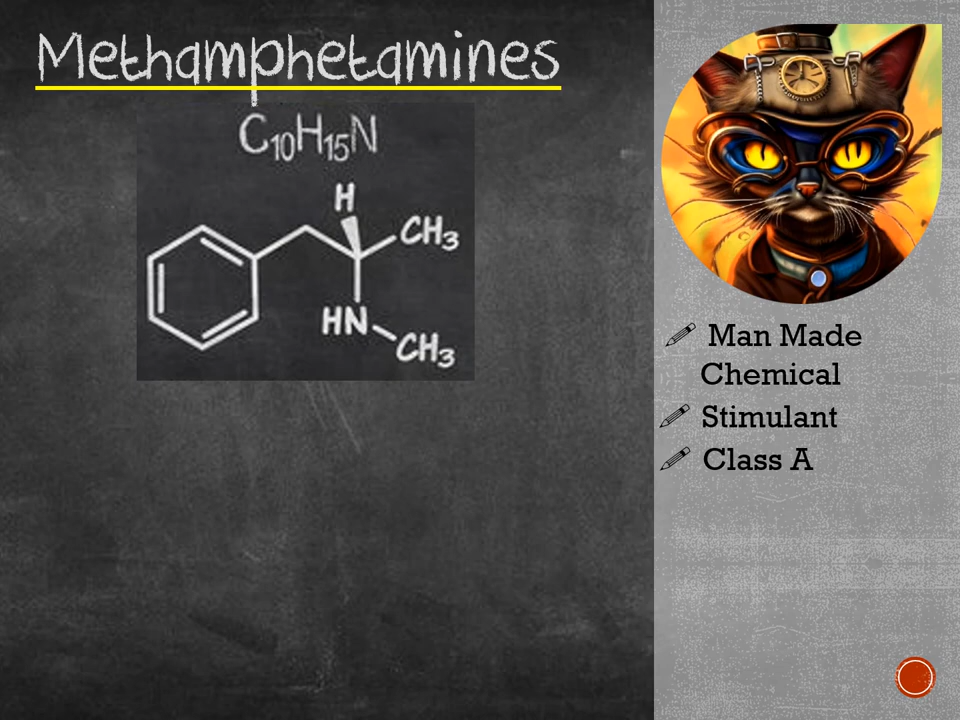 Methamphetamines
C₁₀H₁₅N
H
CH₃
HN
CH₃
Man Made
Chemical
Stimulant
Class A